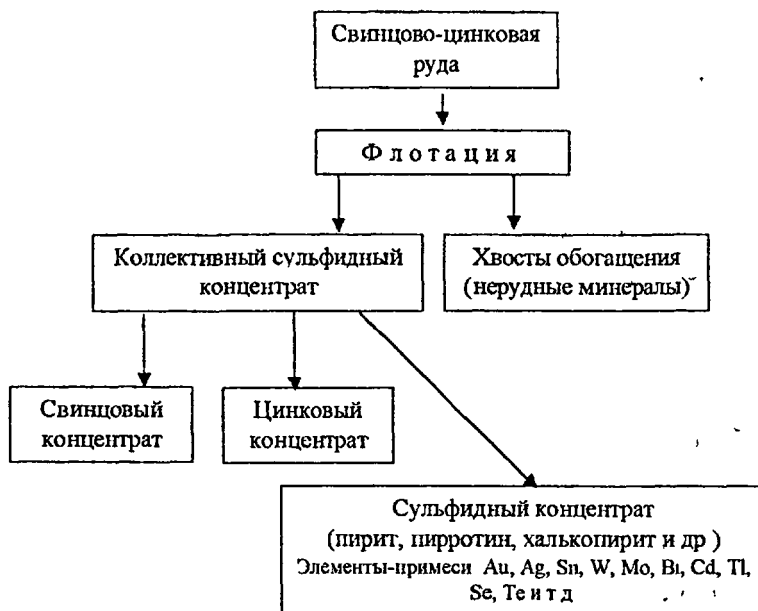 Свинцово-цинковая
руда
Флотация
Коллективный сульфидный
концентрат
Хвосты обогащения
(нерудные минералы)
Свинцовый
концентрат
Цинковый
концентрат
Сульфидный концентрат
(пирит, пирротин, халькопирит и др )
Элементы-примеси Au, Ag, Sn, W, Mo, Bi, Cd, Tl,
Se, Te и т д